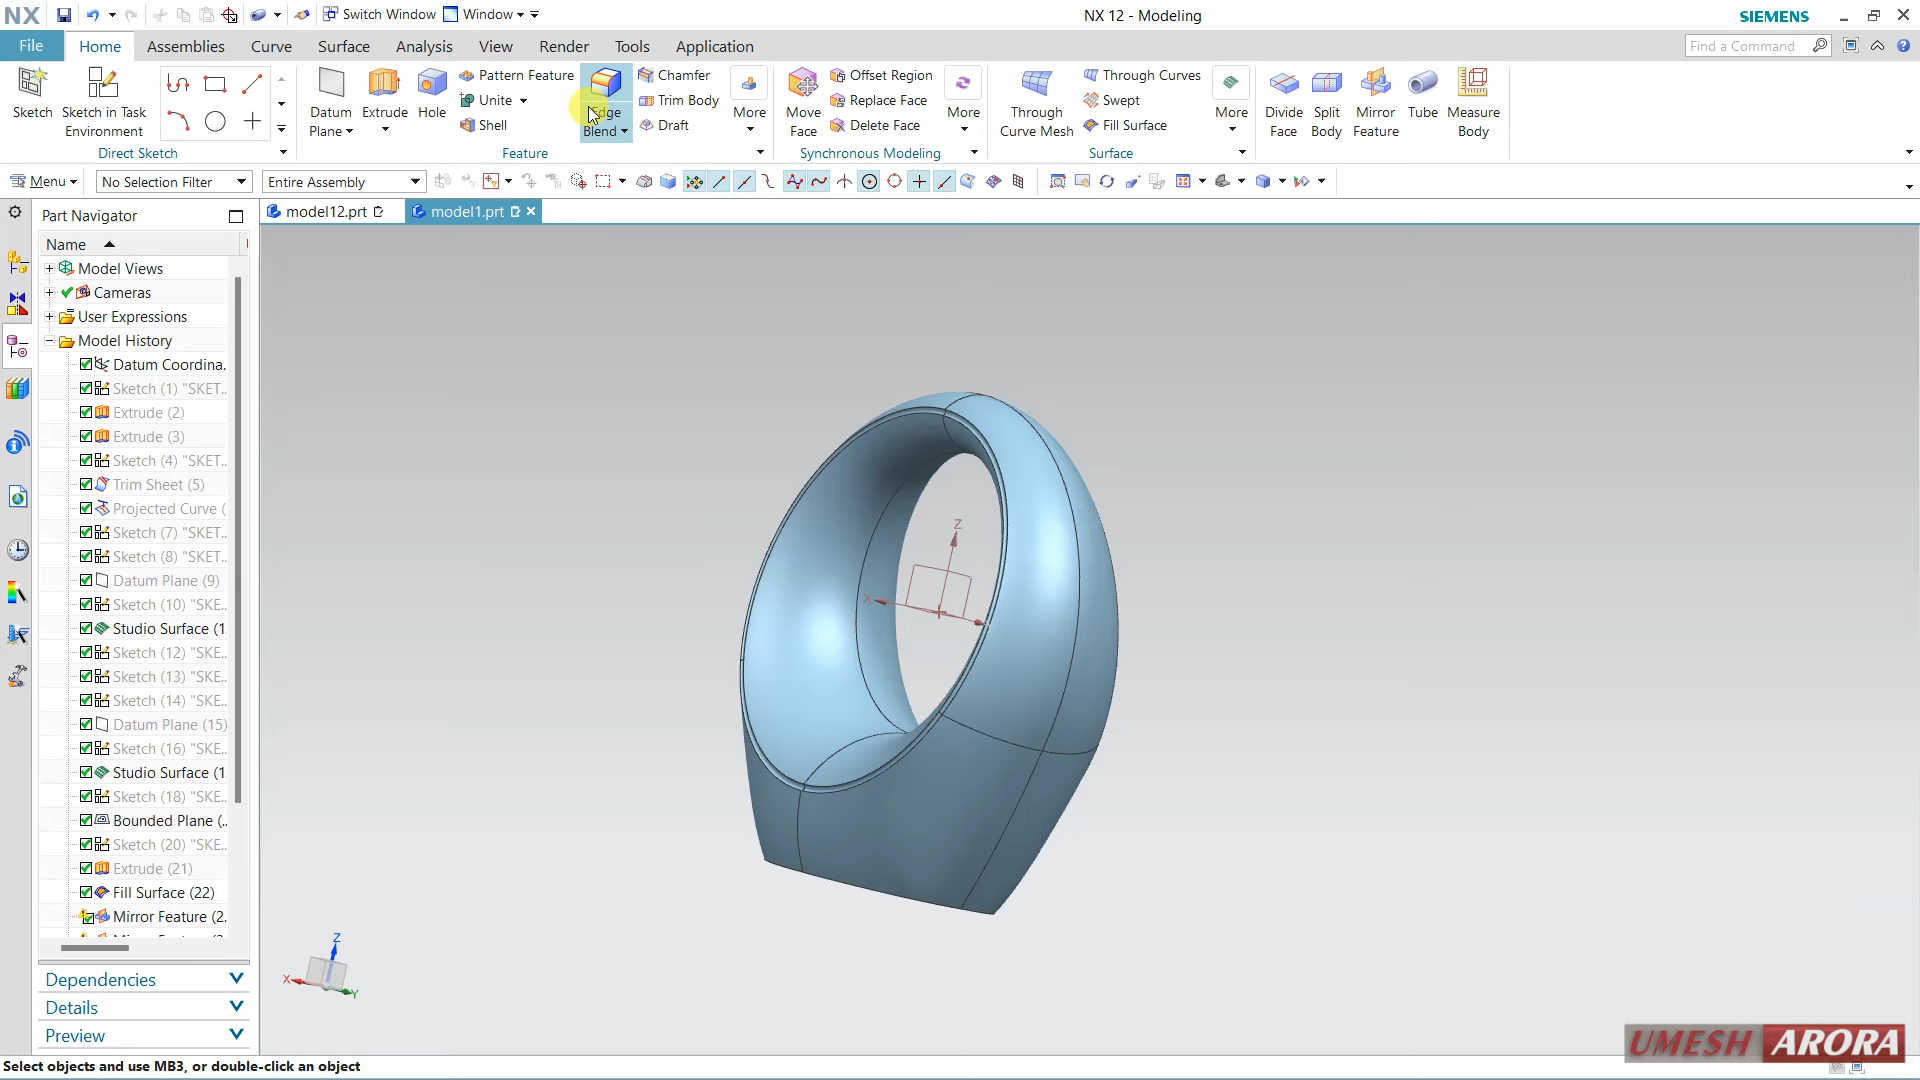 NX
Switch Window
Window
NX 12 - Modeling
SIEMENS
File
Home
Assemblies
Curve
Surface
Analysis
View
Render
Tools
Application
Find a Command
Sketch
Sketch in Task
Environment
Direct Sketch
Datum
Plane
Extrude
Hole
Pattern Feature
Unite
Shell
Edge
Blend
Chamfer
Trim Body
Draft
More
Feature
Move
Face
Offset Region
Replace Face
Delete Face
More
Synchronous Modeling
Through
Curve Mesh
Through Curves
Swept
Fill Surface
More
Surface
Divide
Face
Split
Body
Mirror
Feature
Tube
Measure
Body
Menu
No Selection Filter
Entire Assembly
Part Navigator
model12.prt
model1.prt
Name
Model Views
Cameras
User Expressions
Model History
Datum Coordina..
Sketch (1) "SKET..
Extrude (2)
Extrude (3)
Sketch (4) "SKET..
Trim Sheet (5)
Projected Curve (
Sketch (7) "SKET..
Sketch (8) "SKET..
Datum Plane (9)
Sketch (10) "SKE..
Studio Surface (1
Sketch (12) "SKE..
Sketch (13) "SKE..
Sketch (14) "SKE..
Datum Plane (15)
Sketch (16) "SKE..
Studio Surface (1
Sketch (18) "SKE..
Bounded Plane (..
Sketch (20) "SKE..
Extrude (21)
Fill Surface (22)
Mirror Feature (2.
Z
X
Z
X
Y
Dependencies
Details
Preview
UMESH ARORA
Select objects and use MB3, or double-click an object